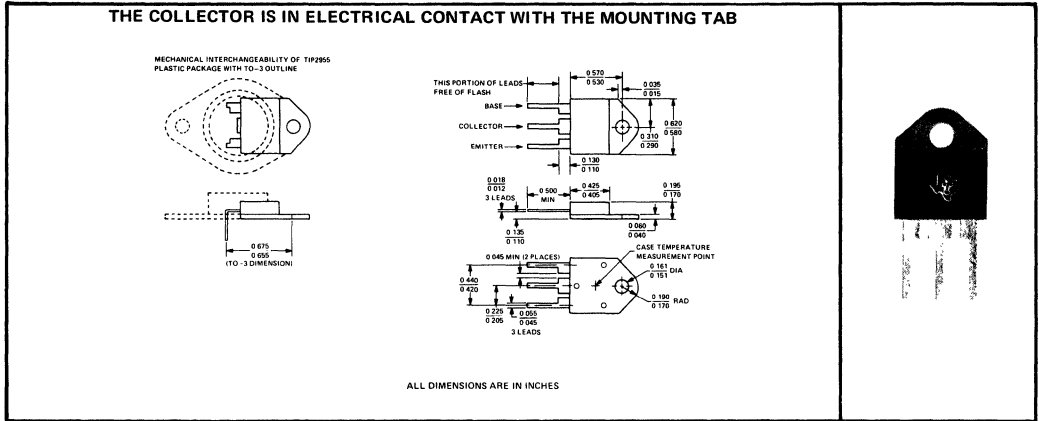 THE COLLECTOR IS IN ELECTRICAL CONTACT WITH THE MOUNTING TAB
MECHANICAL INTERCHANGEABILITY OF TIP2955
PLASTIC PACKAGE WITH TO-3 OUTLINE
0 675
0 655
(TO -3 DIMENSION)
THIS PORTION OF LEADS
FREE OF FLASH
BASE
COLLECTOR
EMITTER
0 570
0 530
0 035
0 015
0 310
0 290
0 620
0 580
0 130
0 110
0 018
0 012
3 LEADS
0 500
MIN
0 425
0 405
0 195
0 170
0 135
0 110
0 060
0 040
0 045 MIN (2 PLACES)
CASE TEMPERATURE
MEASUREMENT POINT
0 161
0 151
DIA
0 440
0 420
0 190
0 170
RAD
0 225
0 205
0 055
0 045
3 LEADS
ALL DIMENSIONS ARE IN INCHES